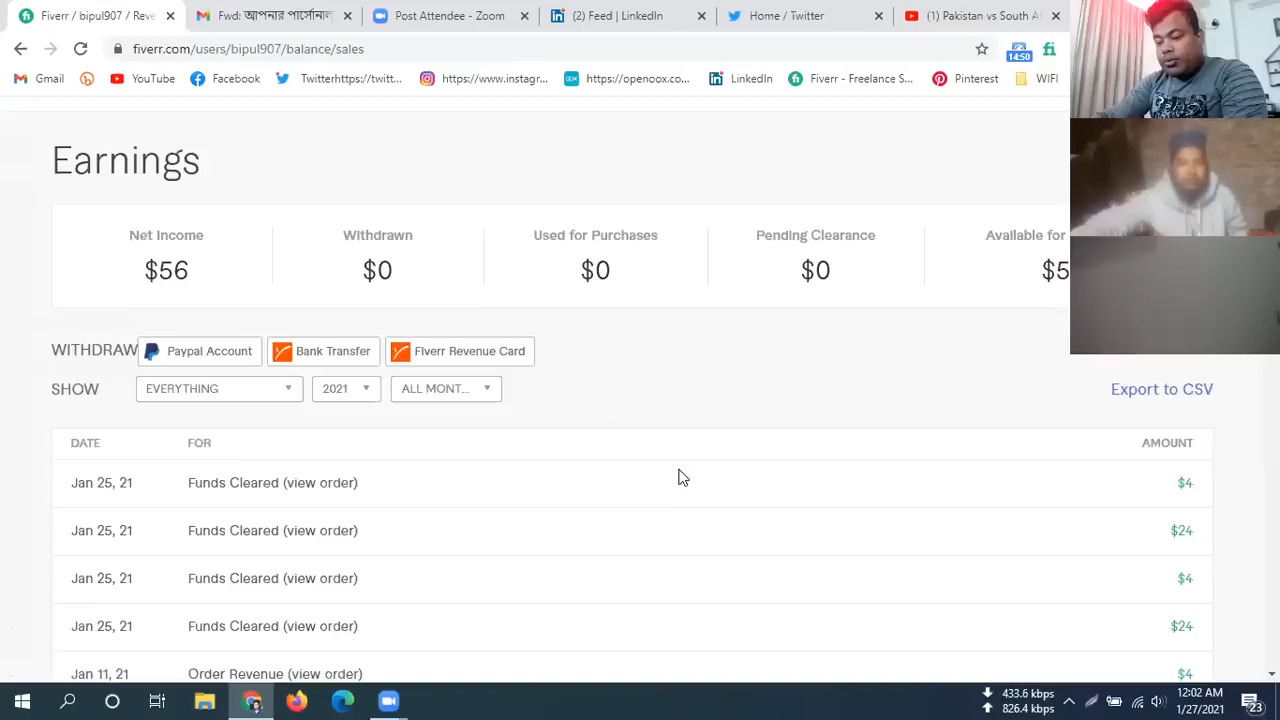 Fiverr / bipul907 / Reve
Fwd: আপনার পার্সোনাল
Post Attendee - Zoom
(2) Feed | LinkedIn
Home / Twitter
(1) Pakistan vs South A
fiverr.com/users/bipul907/balance/sales
14:50
Gmail
YouTube
Facebook
Twitterhttps://twitt...
https://www.instagr...
https://openoox.co...
LinkedIn
Fiverr - Freelance S...
Pinterest
WIFI
Earnings
Net Income
Withdrawn
Used for Purchases
Pending Clearance
Available for
$56
$0
$0
$0
$5
WITHDRAW
Paypal Account
Bank Transfer
Fiverr Revenue Card
SHOW
EVERYTHING
2021
ALL MONT...
Export to CSV
DATE
FOR
AMOUNT
Jan 25, 21
Funds Cleared (view order)
$4
Jan 25, 21
Funds Cleared (view order)
$24
Jan 25, 21
Funds Cleared (view order)
$4
Jan 25, 21
Funds Cleared (view order)
$24
Jan 11, 21
Order Revenue (view order)
$4
433.6 kbps
826.4 kbps
12:02 AM
1/27/2021
23